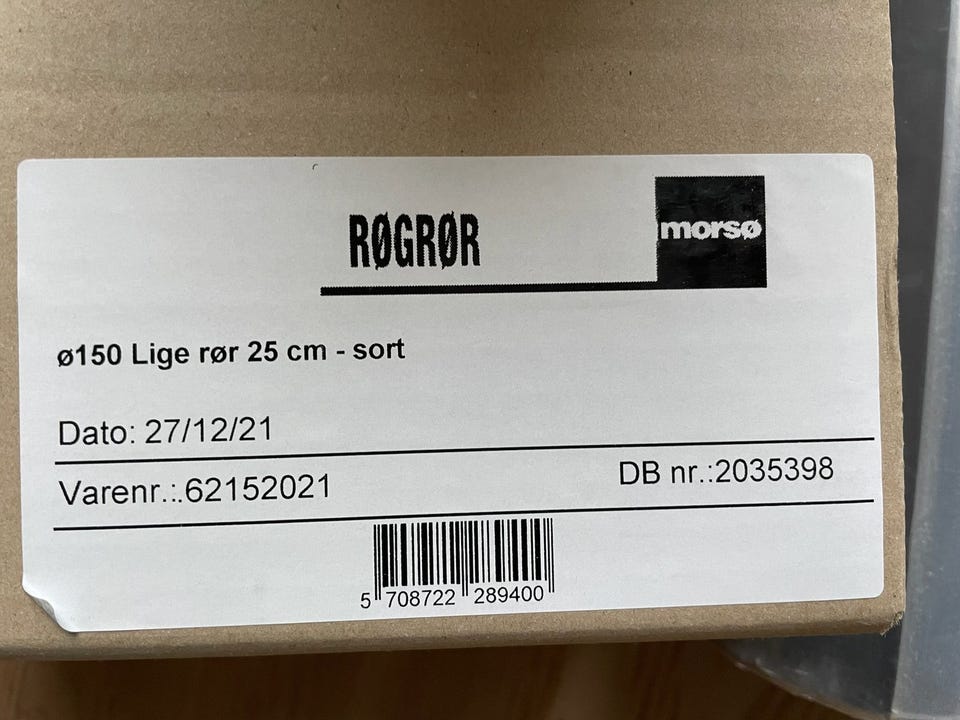 RØGRØR
morsø
ø150 Lige rør 25 cm - sort
Dato: 27/12/21
Varenr.:.62152021
DB nr.:2035398
5 708722 289400